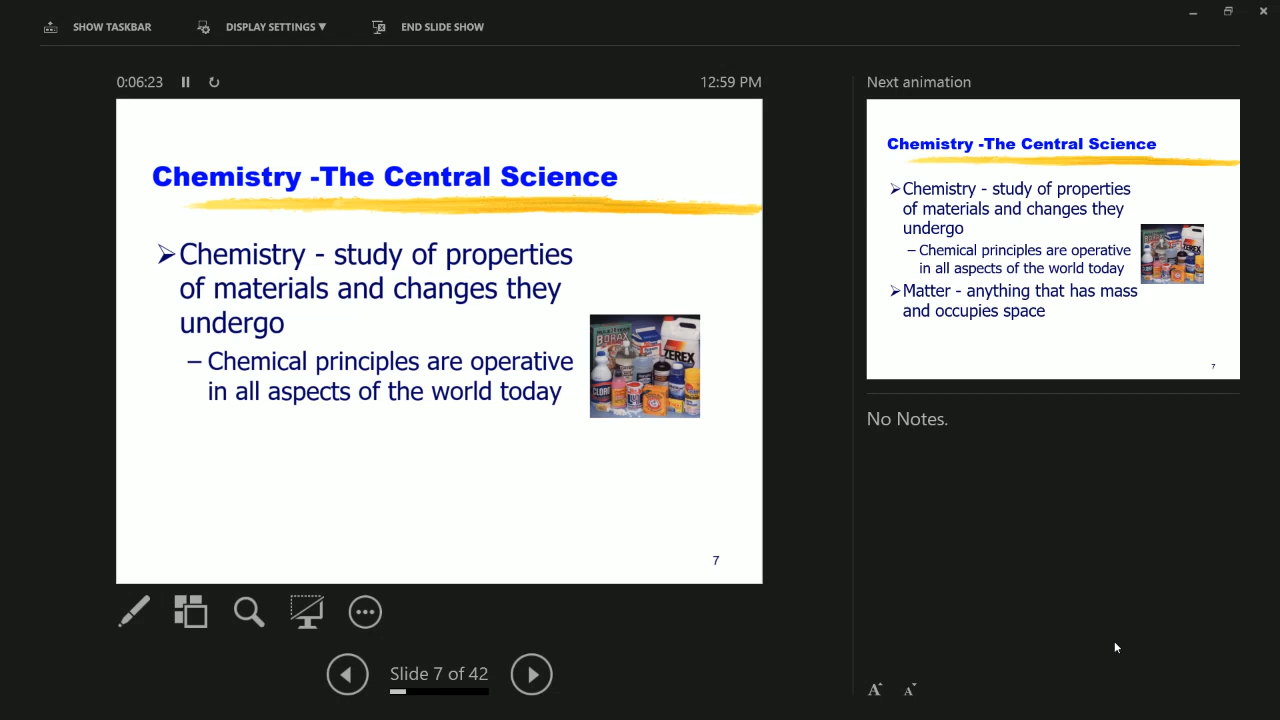 SHOW TASKBAR
DISPLAY SETTINGS ▼
END SLIDE SHOW
0:06:23
12:59 PM
Chemistry -The Central Science
➢Chemistry - study of properties
of materials and changes they
undergo
– Chemical principles are operative
in all aspects of the world today
BORAX
ZEREX
CLORO
7
Slide 7 of 42
Next animation
Chemistry -The Central Science
➢Chemistry - study of properties
of materials and changes they
undergo
– Chemical principles are operative
in all aspects of the world today
➢Matter - anything that has mass
and occupies space
ZEREX
7
No Notes.
A
A